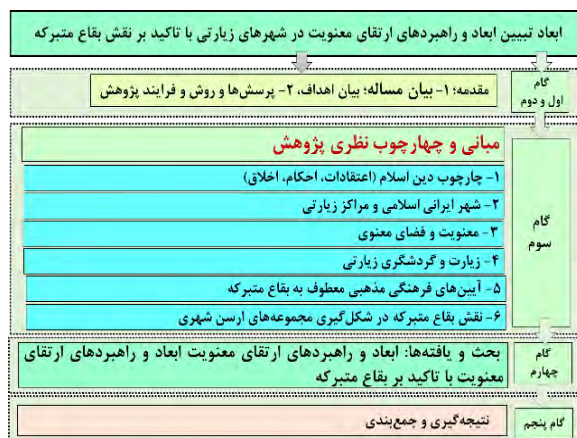 ابعاد تبیین ابعاد و راهبردهای ارتقای معنویت در شهرهای زیارتی با تاکید بر نقش بقاع متبرکه
گام
اول و دوم
مقدمه؛ ۱- بیان مساله؛ بیان اهداف، ۲- پرسش‌ها و روش و فرایند پژوهش
گام
سوم
مبانی و چهارچوب نظری پژوهش
۱- چارچوب دین اسلام (اعتقادات، احکام، اخلاق)
۲- شهر ایرانی اسلامی و مراکز زیارتی
۳- معنویت و فضای معنوی
۴- زیارت و گردشگری زیارتی
۵- آیین‌های فرهنگی مذهبی معطوف به بقاع متبرکه
۶- نقش بقاع متبرکه در شکل‌گیری مجموعه‌های ارسن شهری
گام
چهارم
بحث و یافته‌ها: ابعاد و راهبردهای ارتقای معنویت ابعاد و راهبردهای ارتقای
معنویت با تاکید بر بقاع متبرکه
گام پنجم
نتیجه‌گیری و جمع‌بندی